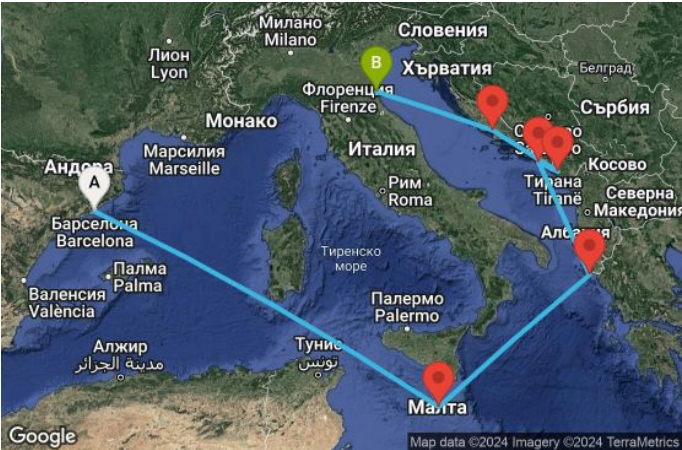 Милано
Milano
Словения
Лион
Lyon
B
Хърватия
Белград
Флоренция
Firenze
Сърбия
Монако
Марсилия
Marseille
Италия
Андора
A
Косово
Рим
Roma
Тирана
Tiranë
Северна
Македония
Барселона
Barcelona
Албания
Тиренско
море
Палма
Palma
Валенсия
València
Палермо
Palermo
Алжир
مدينة الجزائر
Тунис
تونس
Малта
Google
Map data ©2024 Imagery ©2024 TerraMetrics